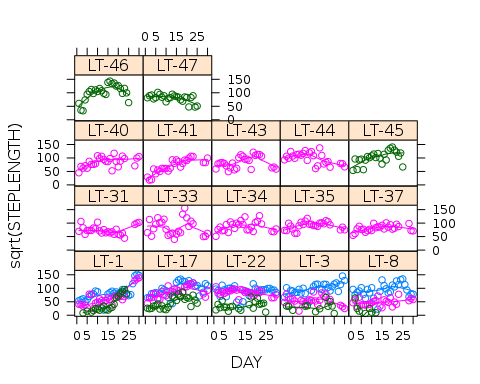 0 5 15 25
LT-46 LT-47
150
100
50
0
LT-40 LT-41 LT-43 LT-44 LT-45
150
100
50
0
LT-31 LT-33 LT-34 LT-35 LT-37
150
100
50
0
LT-1 LT-17 LT-22 LT-3 LT-8
150
100
50
0
0 5 15 25 0 5 15 25 0 5 15 25
sqrt(STEPLENGTH)
DAY